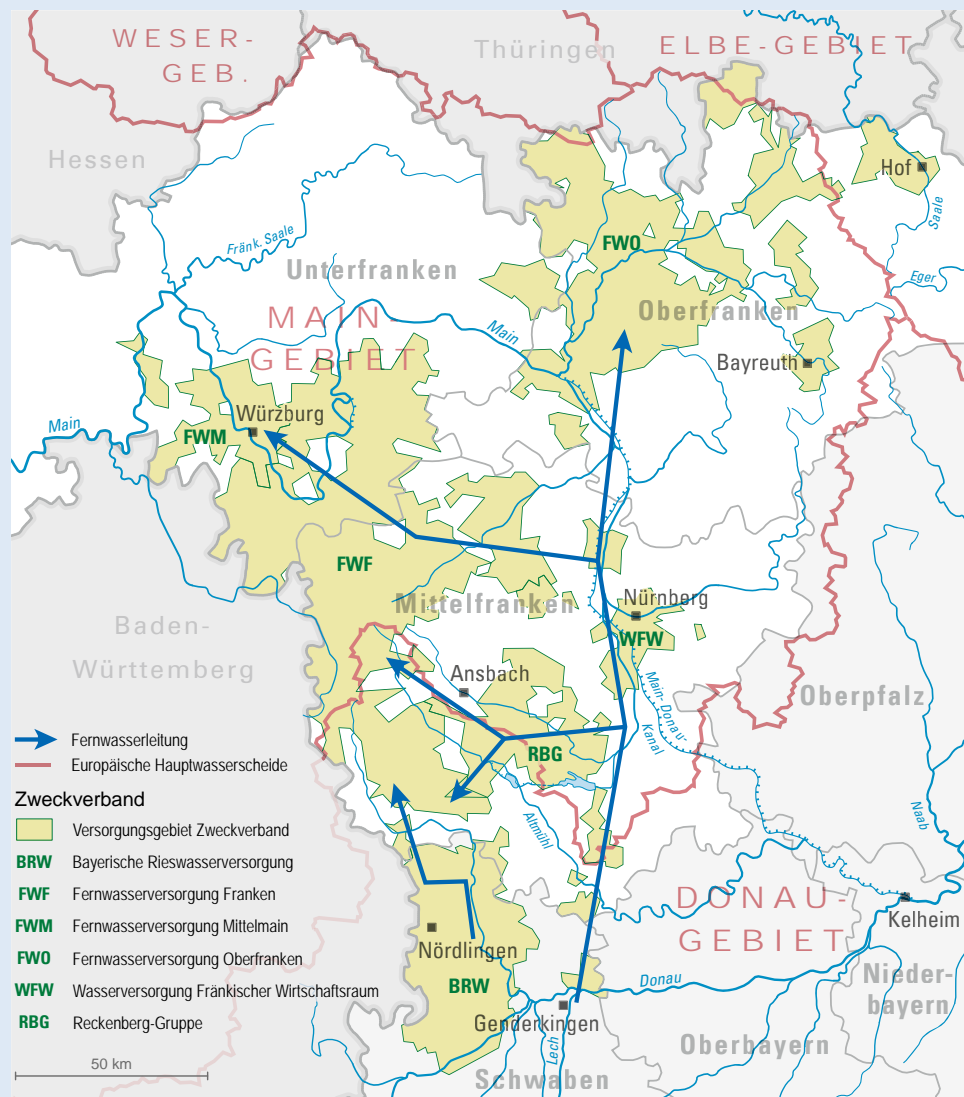 WESER-
GEB.
Thüringen
ELBE-GEBIET
Hessen
Hof
Saale
Fränk. Saale
FWO
Unterfranken
Eger
MAIN-
GEBIET
Main
Oberfranken
Bayreuth
Würzburg
Main
FWM
FWF
Nürnberg
Mittelfranken
WFW
Baden-
Württemberg
Ansbach
Main-Donau
Kanal
Oberpfalz
RBG
Fernwasserleitung
Europäische Hauptwasserscheide
Zweckverband
Versorgungsgebiet Zweckverband
BRW Bayerische Rieswasserversorgung
FWF Fernwasserversorgung Franken
FWM Fernwasserversorgung Mittelmain
FWO Fernwasserversorgung Oberfranken
WFW Wasserversorgung Fränkischer Wirtschaftsraum
RBG Reckenberg-Gruppe
50 km
Altmühl
Naab
DONAU-
GEBIET
Kelheim
Nördlingen
BRW
Donau
Nieder-
bayern
Genderkingen
Lech
Oberbayern
Schwaben